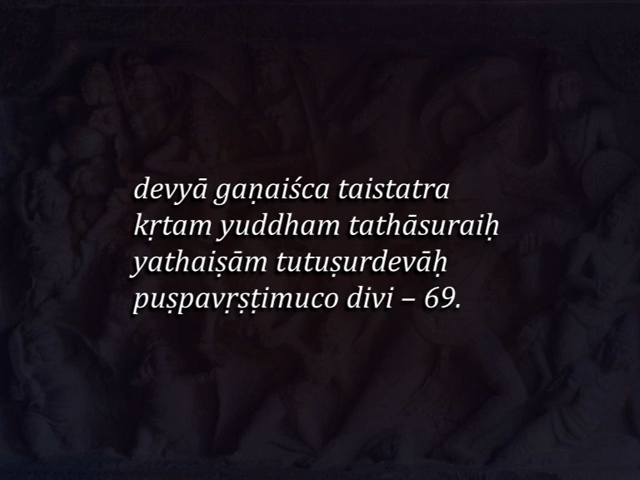 devyā gaṇaiśca taistatra
kṛtam yuddham tathāsuraiḥ
yathaiṣām tutuṣurdevāḥ
puṣpavṛṣṭimuco divi – 69.